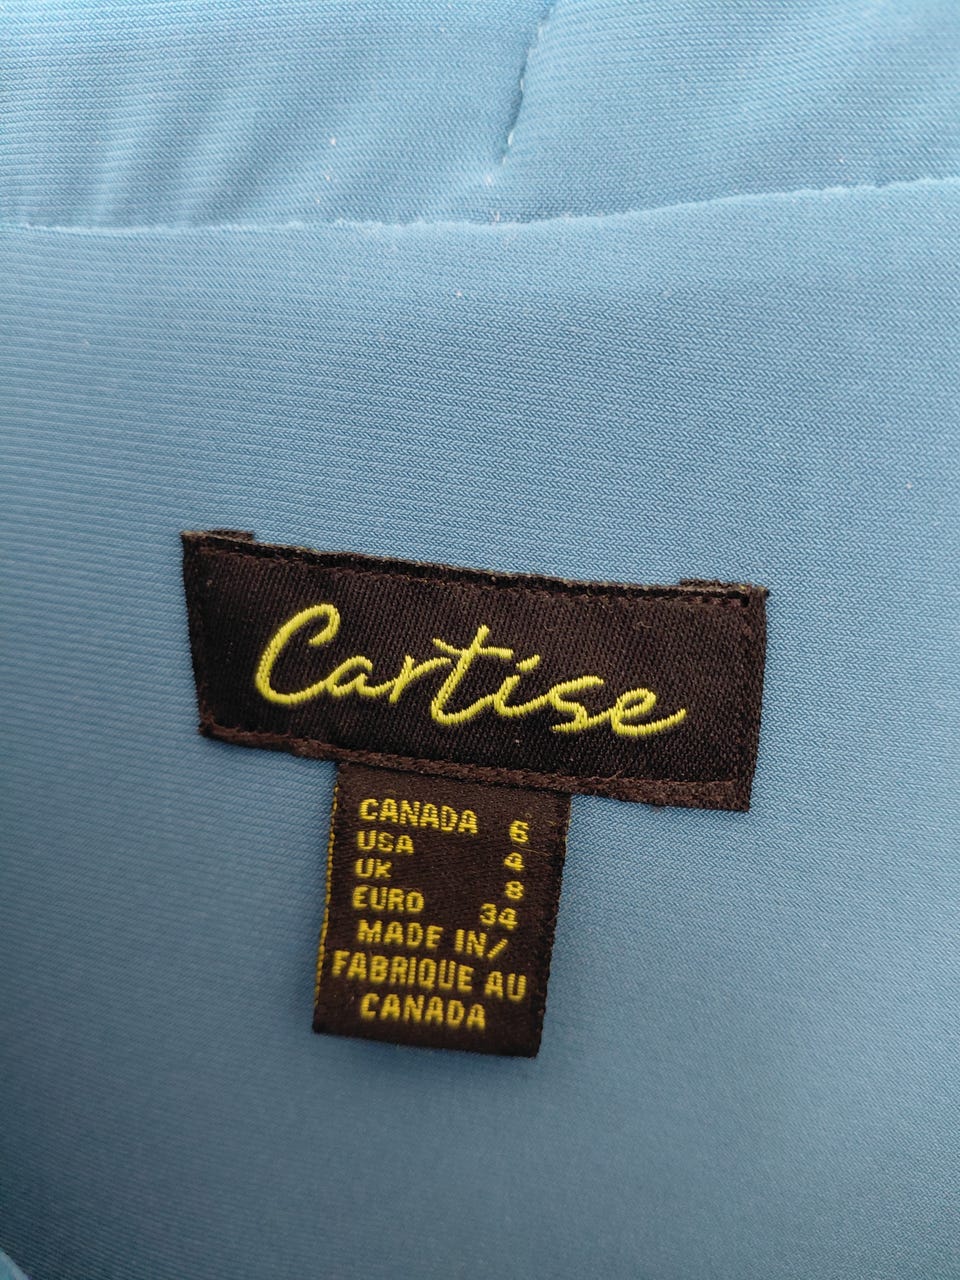 Cartise
CANADA 6
USA 4
UK 8
EURO 34
MADE IN/
FABRIQUE AU
CANADA